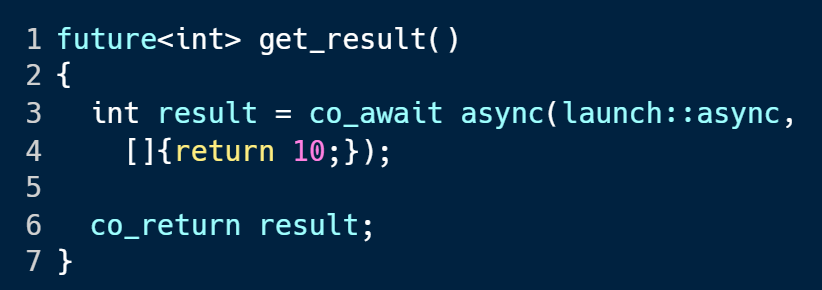 1 future<int> get_result()
2 {
3   int result = co_await async(launch::async,
4     []{return 10;});
5
6   co_return result;
7 }